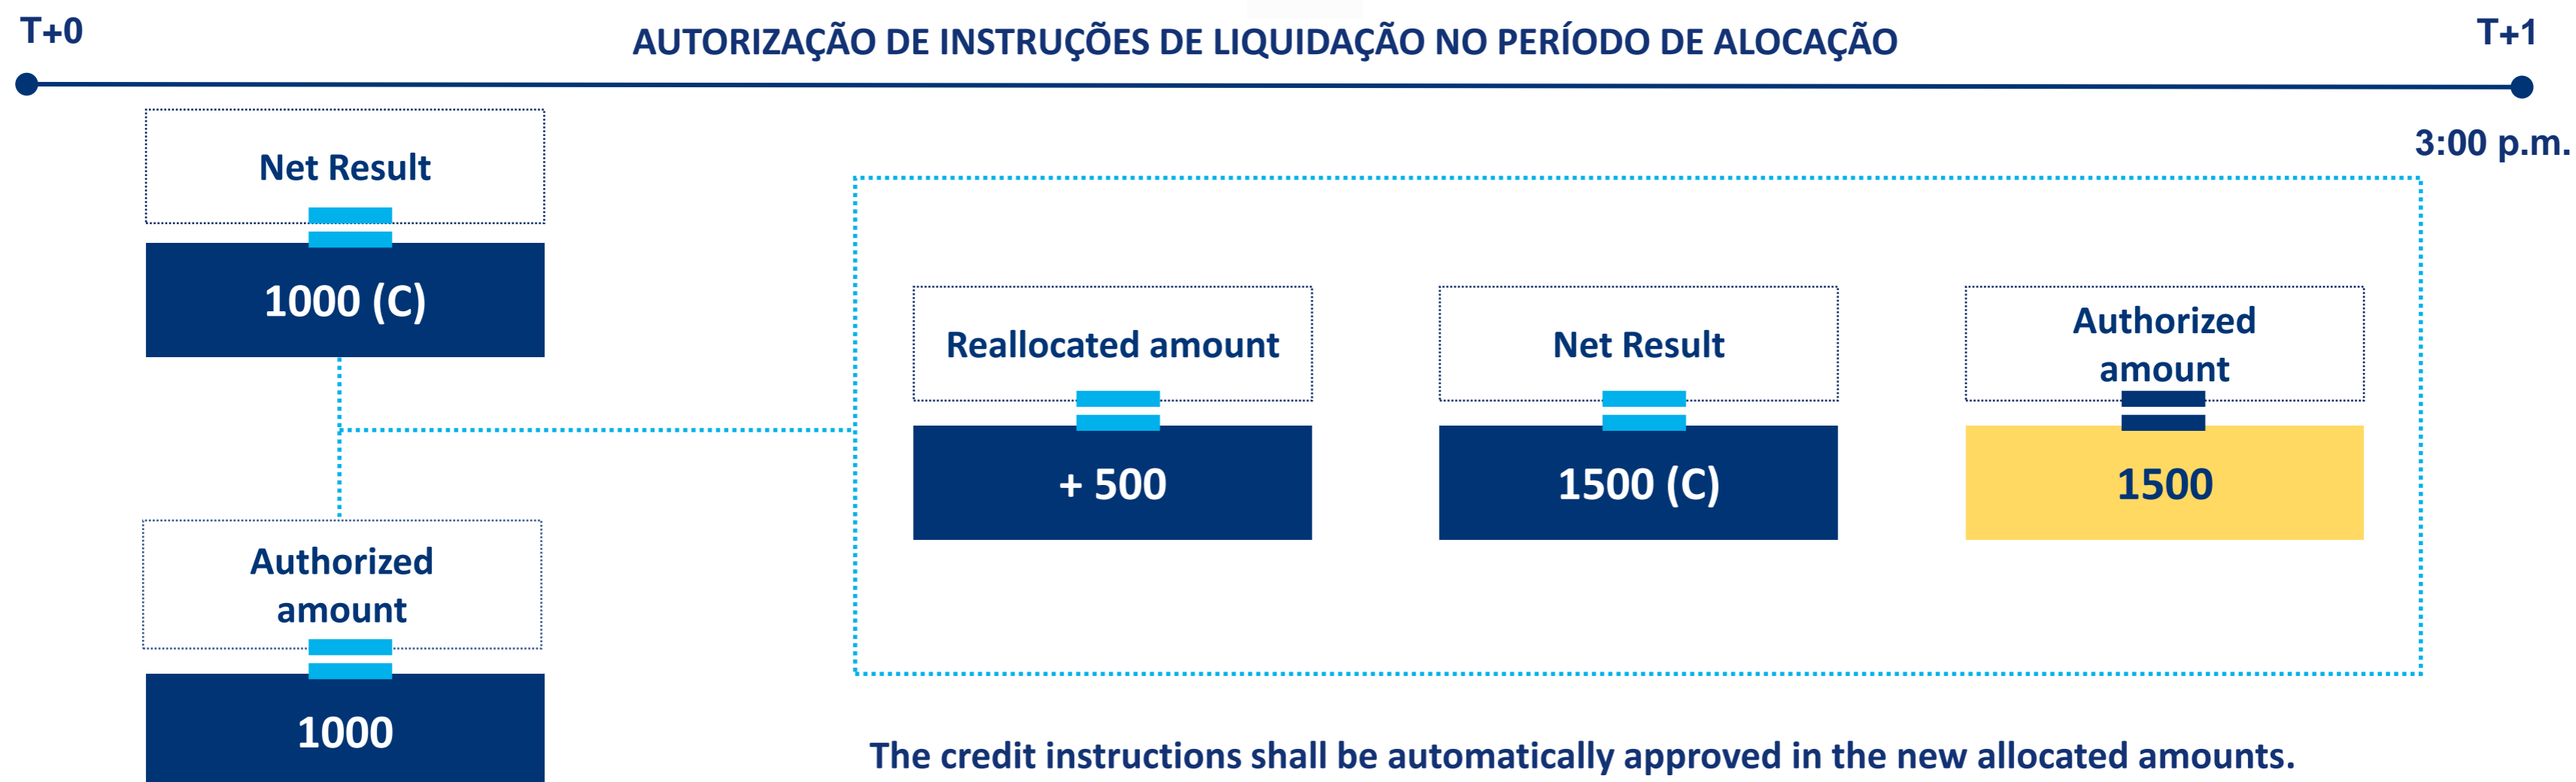 T+0
AUTORIZAÇÃO DE INSTRUÇÕES DE LIQUIDAÇÃO NO PERÍODO DE ALOCAÇÃO
T+1
3:00 p.m.
Net Result
1000 (C)
Authorized
amount
1000
Reallocated amount
+ 500
Net Result
1500 (C)
Authorized
amount
1500
The credit instructions shall be automatically approved in the new allocated amounts.